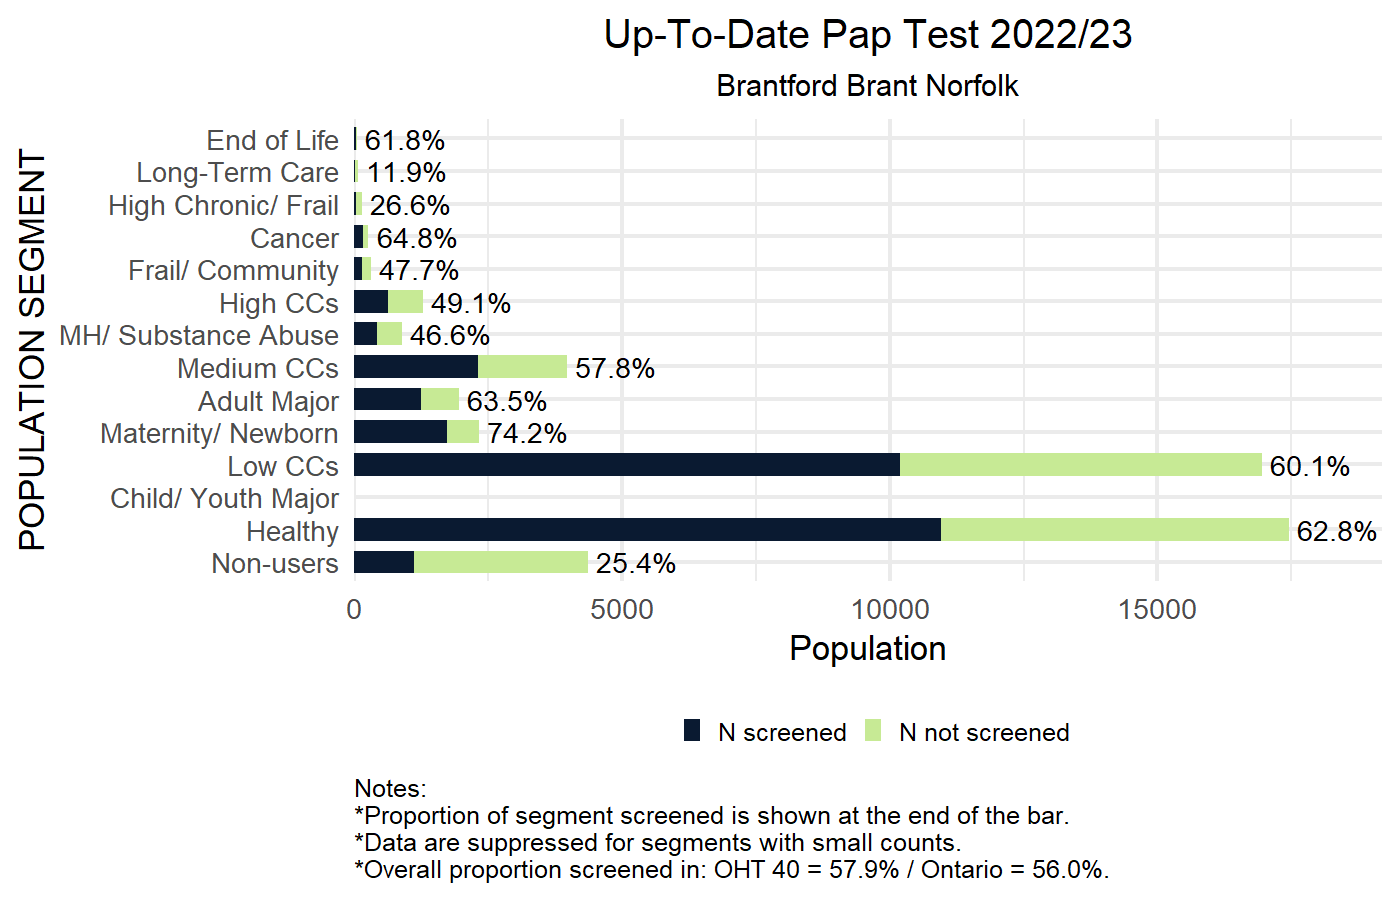 Up-To-Date Pap Test 2022/23
Brantford Brant Norfolk
POPULATION SEGMENT
End of Life 61.8%
Long-Term Care 11.9%
High Chronic/ Frail 26.6%
Cancer 64.8%
Frail/ Community 47.7%
High CCs 49.1%
MH/ Substance Abuse 46.6%
Medium CCs 57.8%
Adult Major 63.5%
Maternity/ Newborn 74.2%
Low CCs 60.1%
Child/ Youth Major
Healthy 62.8%
Non-users 25.4%
0 5000 10000 15000
Population
N screened N not screened
Notes:
*Proportion of segment screened is shown at the end of the bar.
*Data are suppressed for segments with small counts.
*Overall proportion screened in: OHT 40 = 57.9% / Ontario = 56.0%.